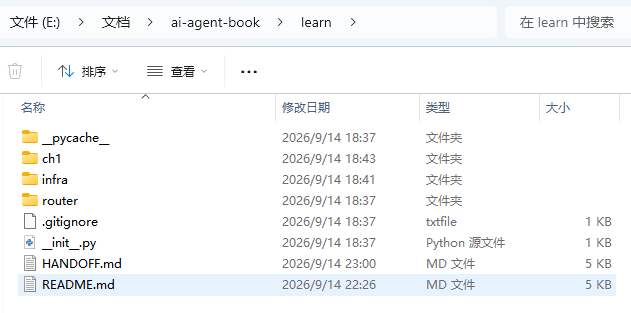 文件 (E:) > 文档 > ai-agent-book > learn > 在 learn 中搜索
排序 查看 ...
名称 修改日期 类型 大小
__pycache__ 2026/9/14 18:37 文件夹
ch1 2026/9/14 18:43 文件夹
infra 2026/9/14 18:41 文件夹
router 2026/9/14 18:37 文件夹
.gitignore 2026/9/14 18:37 txtfile 1 KB
__init__.py 2026/9/14 18:37 Python 源文件 1 KB
HANDOFF.md 2026/9/14 23:00 MD 文件 5 KB
README.md 2026/9/14 22:26 MD 文件 5 KB